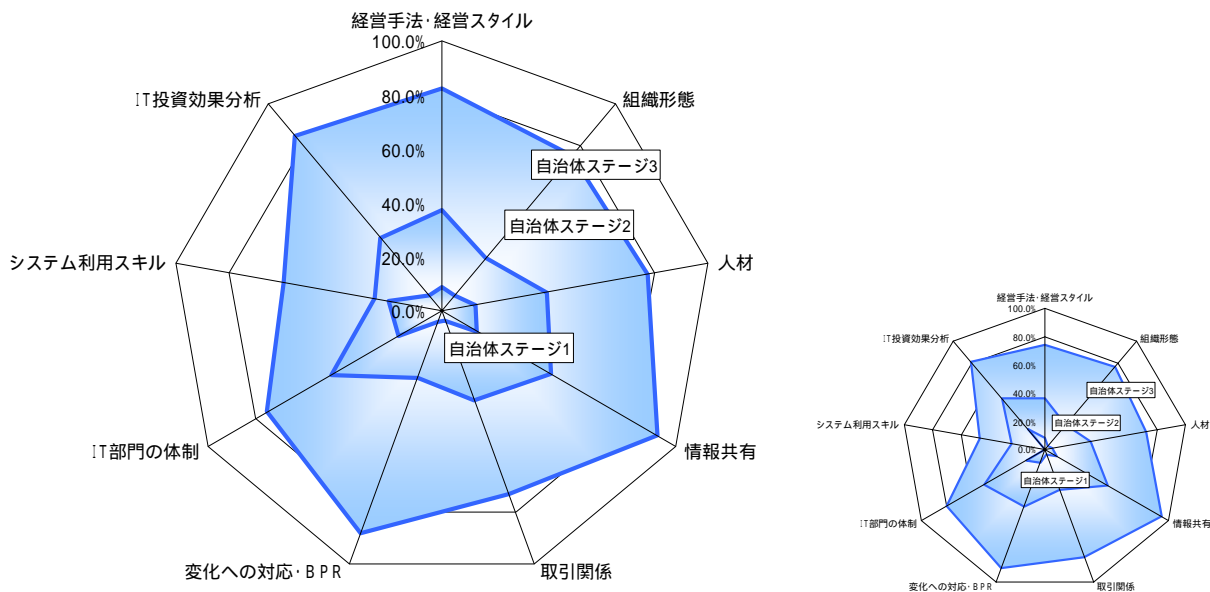 経営手法・経営スタイル
100.0%
80.0%
60.0%
40.0%
20.0%
0.0%
IT投資効果分析
組織形態
自治体ステージ3
自治体ステージ2
システム利用スキル
人材
自治体ステージ1
IT部門の体制
情報共有
変化への対応・BPR
取引関係
経営手法・経営スタイル
100.0%
80.0%
60.0%
40.0%
20.0%
0.0%
IT投資効果分析
組織形態
自治体ステージ3
自治体ステージ2
システム利用スキル
人材
自治体ステージ1
IT部門の体制
情報共有
変化への対応・BPR
取引関係